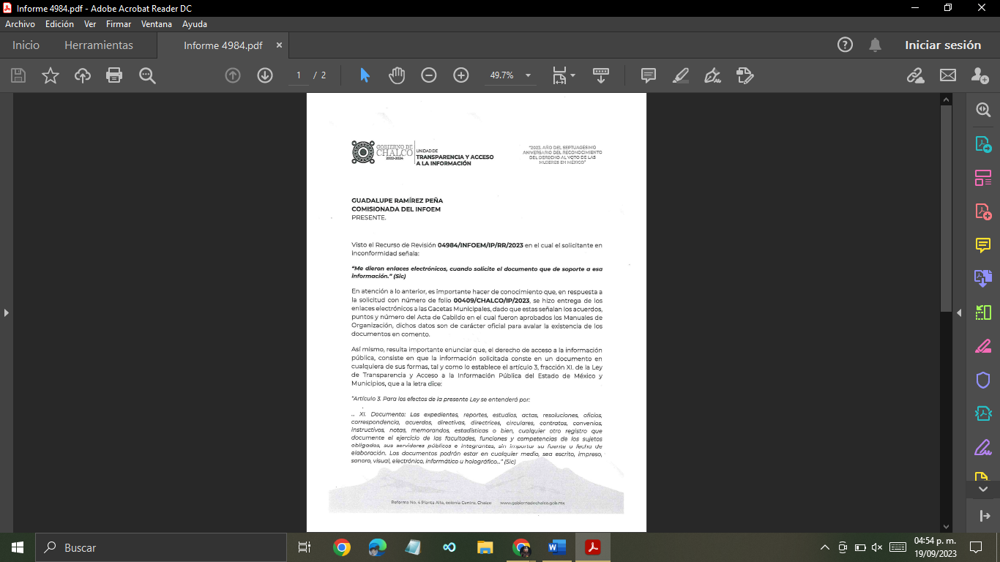 Informe 4984.pdf - Adobe Acrobat Reader DC
Archivo Edición Ver Firmar Ventana Ayuda
Inicio Herramientas Informe 4984.pdf × Iniciar sesión
1 / 2 49.7%
GOBIERNO DE
CHALCO
2022-2024
UNIDAD DE
TRANSPARENCIA Y ACCESO
A LA INFORMACIÓN
"2023. AÑO DEL SEPTUAGÉSIMO
ANIVERSARIO DEL RECONOCIMIENTO
DEL DERECHO AL VOTO DE LAS
MUJERES EN MÉXICO"
GUADALUPE RAMÍREZ PEÑA
COMISIONADA DEL INFOEM
PRESENTE.
Visto el Recurso de Revisión 04984/INFOEM/IP/RR/2023 en el cual el solicitante en
inconformidad señala:
"Me dieron enlaces electrónicos, cuando solicite el documento que de soporte a esa
información." (Sic)
En atención a lo anterior, es importante hacer de conocimiento que, en respuesta a
la solicitud con número de folio 00409/CHALCO/IP/2023, se hizo entrega de los
enlaces electrónicos a las Gacetas Municipales, dado que estas señalan los acuerdos,
puntos y número del Acta de Cabildo en el cual fueron aprobados los Manuales de
Organización, dichos datos son de carácter oficial para avalar la existencia de los
documentos en comento.
Así mismo, resulta importante enunciar que, el derecho de acceso a la información
pública, consiste en que la información solicitada conste en un documento en
cualquiera de sus formas, tal y como lo establece el artículo 3, fracción XI. de la Ley
de Transparencia y Acceso a la Información Pública del Estado de México y
Municipios, que a la letra dice:
"Artículo 3. Para los efectos de la presente Ley se entenderá por:
... XI. Documento: Los expedientes, reportes, estudios, actas, resoluciones, oficios,
correspondencia, acuerdos, directivas, directrices, circulares, contratos, convenios,
instructivos, notas, memorandos, estadísticas o bien, cualquier otro registro que
documente el ejercicio de las facultades, funciones y competencias de los sujetos
obligados, sus servidores públicos e integrantes, sin importar su fuente o fecha de
elaboración. Los documentos podrán estar en cualquier medio, sea escrito, impreso,
sonoro, visual, electrónico, informático u holográfico..." (Sic)
Reforma No. 4 Planta Alta, colonia Centro, Chalco www.gobiernodechalco.gob.mx
Buscar
04:54 p. m.
19/09/2023